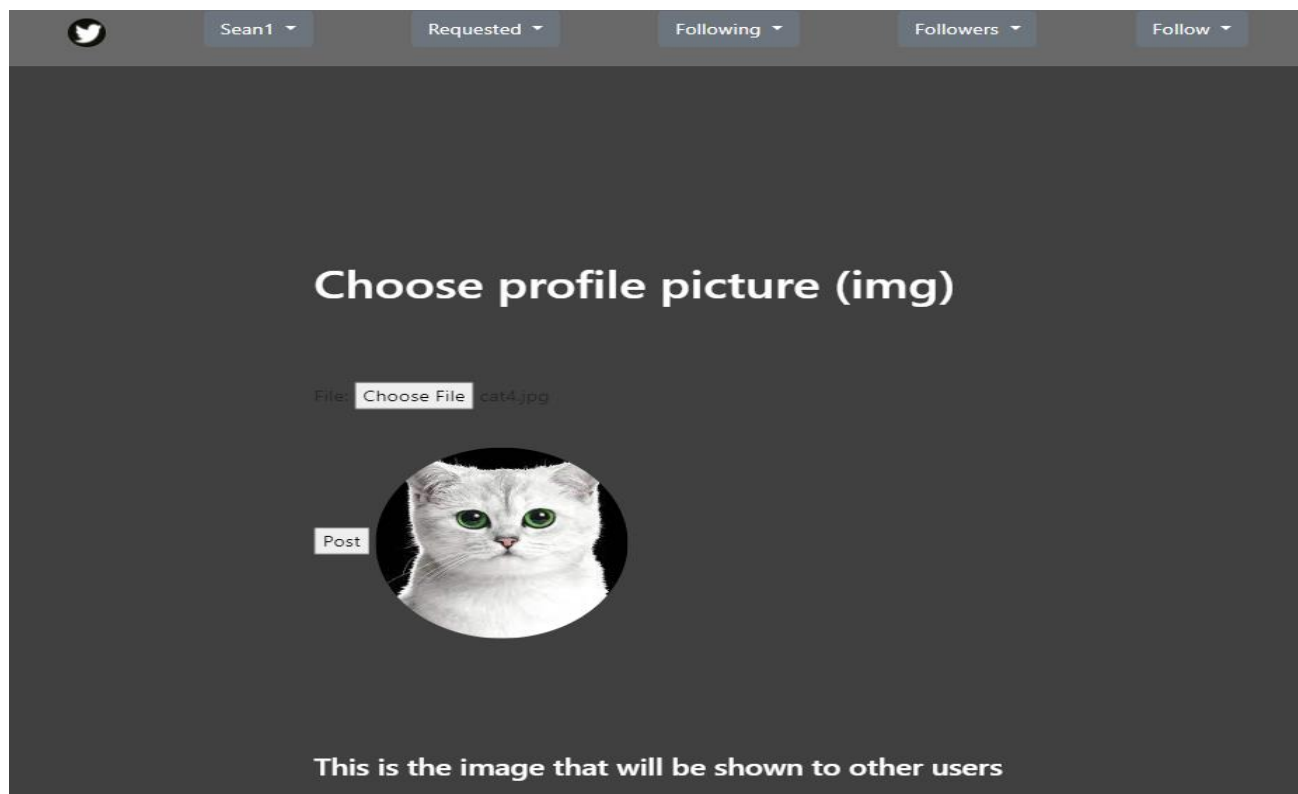 Sean1 Requested Following Followers Follow
Choose profile picture (img)
File: Choose File cat4.jpg
Post
This is the image that will be shown to other users